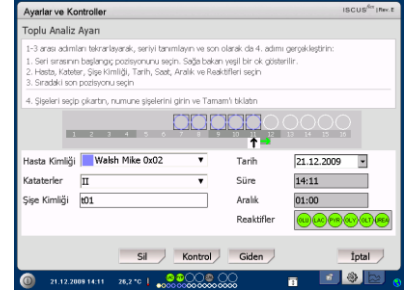 Ayarlar ve Kontroller ISCUS
Toplu Analiz Ayarı
1-3 arası adımları tekrarlayarak, seriyi tanımlayın ve son olarak da 4. adımı gerçekleştirin:
1. Seri sırasının başlangıç pozisyonunu seçin. Sağa bakan yeşil bir ok gösterilir.
2. Hasta, Kateter, Şişe Kimliği, Tarih, Saat, Aralık ve Reaktifleri seçin
3. Sıradaki son pozisyonu seçin
4. Şişeleri seçip çıkartın, numune şişelerini girin ve Tamam'ı tıklatın
1 2 3 4 5 6 7 8 9 10 11 12 13 14 15 16
Hasta Kimliği Walsh Mike 0x02 Tarih 21.12.2009
Kataterler II Süre 14:11
Şişe Kimliği t01 Aralık 01:00
Reaktifler GLU LAC PYR GLY GLT UREA
Sil Kontrol Giden İptal
21.12.2009 14:11 26,2 °C